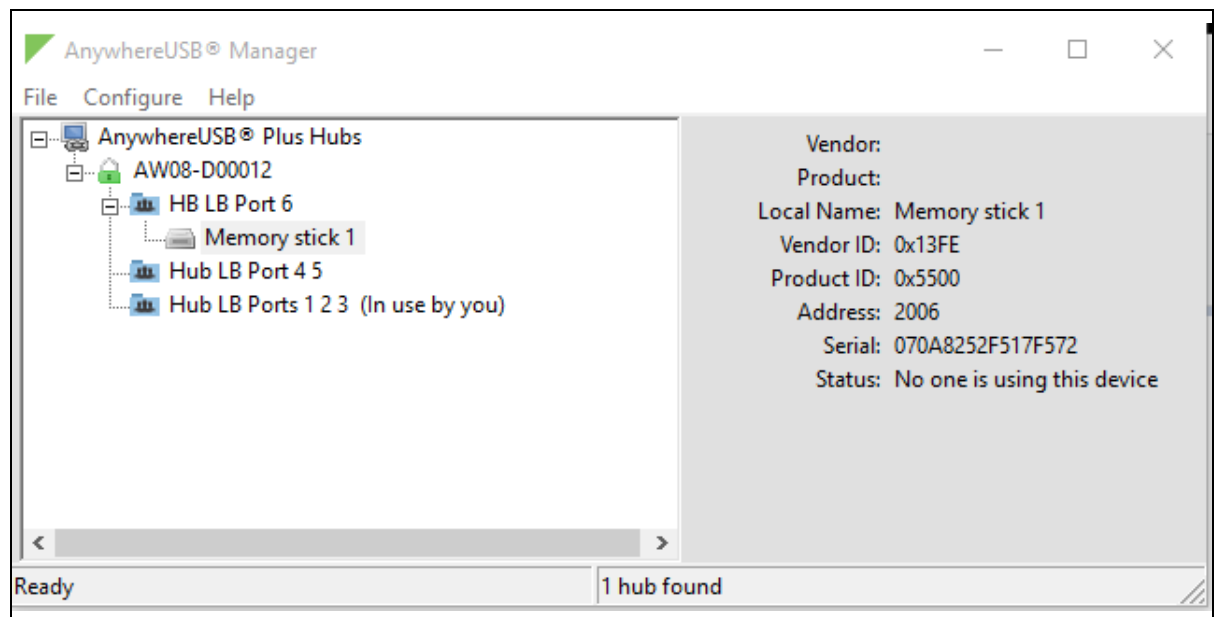 AnywhereUSB® Manager
File Configure Help
AnywhereUSB® Plus Hubs
AW08-D00012
HB LB Port 6
Memory stick 1
Hub LB Port 4 5
Hub LB Ports 1 2 3 (In use by you)
Vendor:
Product:
Local Name: Memory stick 1
Vendor ID: 0x13FE
Product ID: 0x5500
Address: 2006
Serial: 070A8252F517F572
Status: No one is using this device
Ready
1 hub found